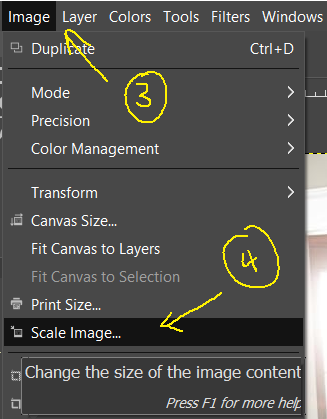 Image Layer Colors Tools Filters Windows
Duplicate Ctrl+D
3
Mode
Precision
Color Management
Transform
Canvas Size...
Fit Canvas to Layers
4
Fit Canvas to Selection
Print Size...
Scale Image...
Change the size of the image content
Press F1 for more help